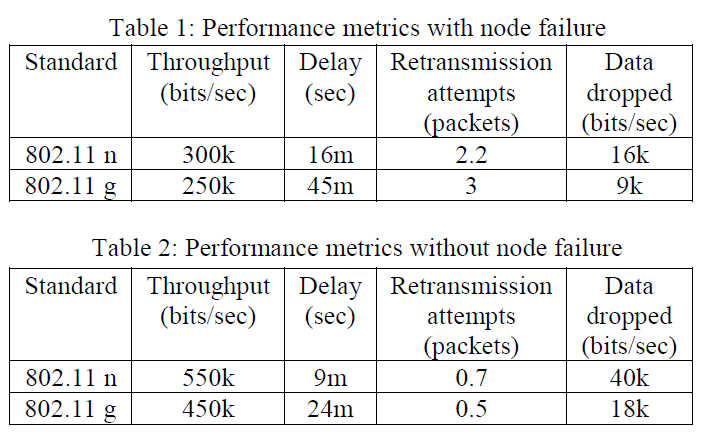 Table 1: Performance metrics with node failure
Standard Throughput (bits/sec) Delay (sec) Retransmission attempts (packets) Data dropped (bits/sec)
802.11 n 300k 16m 2.2 16k
802.11 g 250k 45m 3 9k
Table 2: Performance metrics without node failure
Standard Throughput (bits/sec) Delay (sec) Retransmission attempts (packets) Data dropped (bits/sec)
802.11 n 550k 9m 0.7 40k
802.11 g 450k 24m 0.5 18k